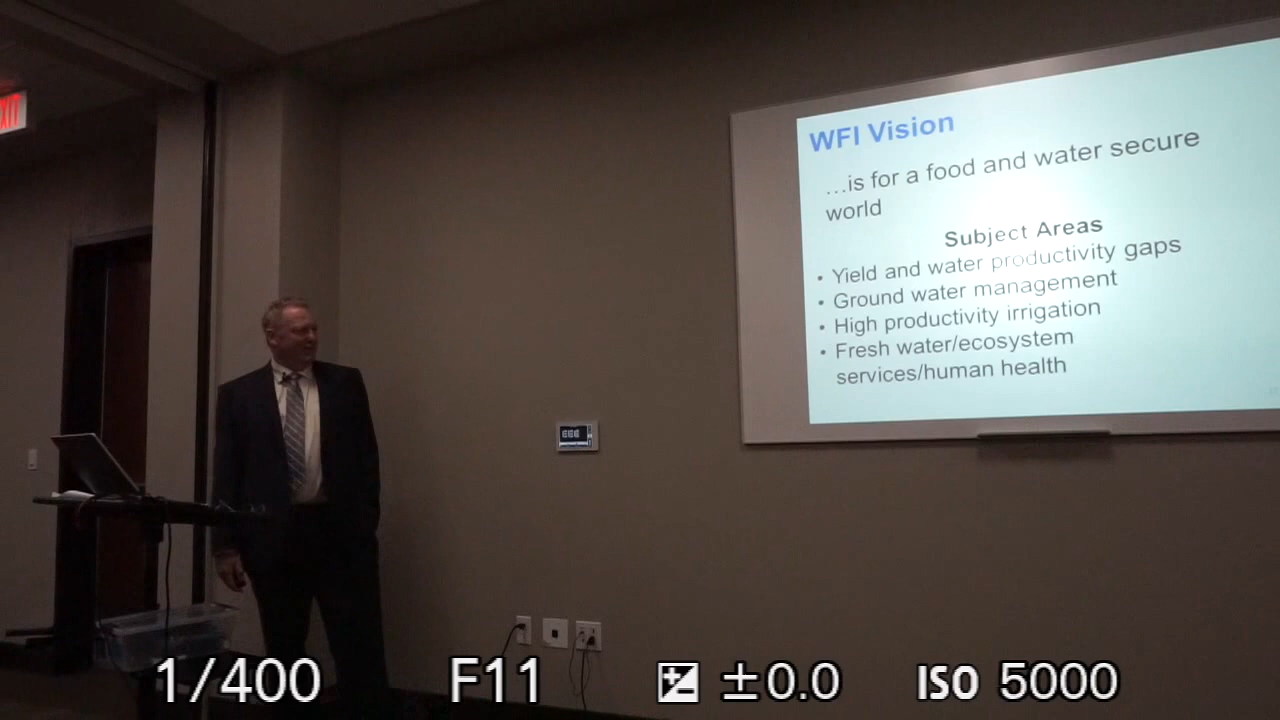 EXIT
WFI Vision
...is for a food and water secure
world
Subject Areas
• Yield and water productivity gaps
• Ground water management
• High productivity irrigation
• Fresh water/ecosystem
services/human health
1/400 F11 ±0.0 ISO 5000